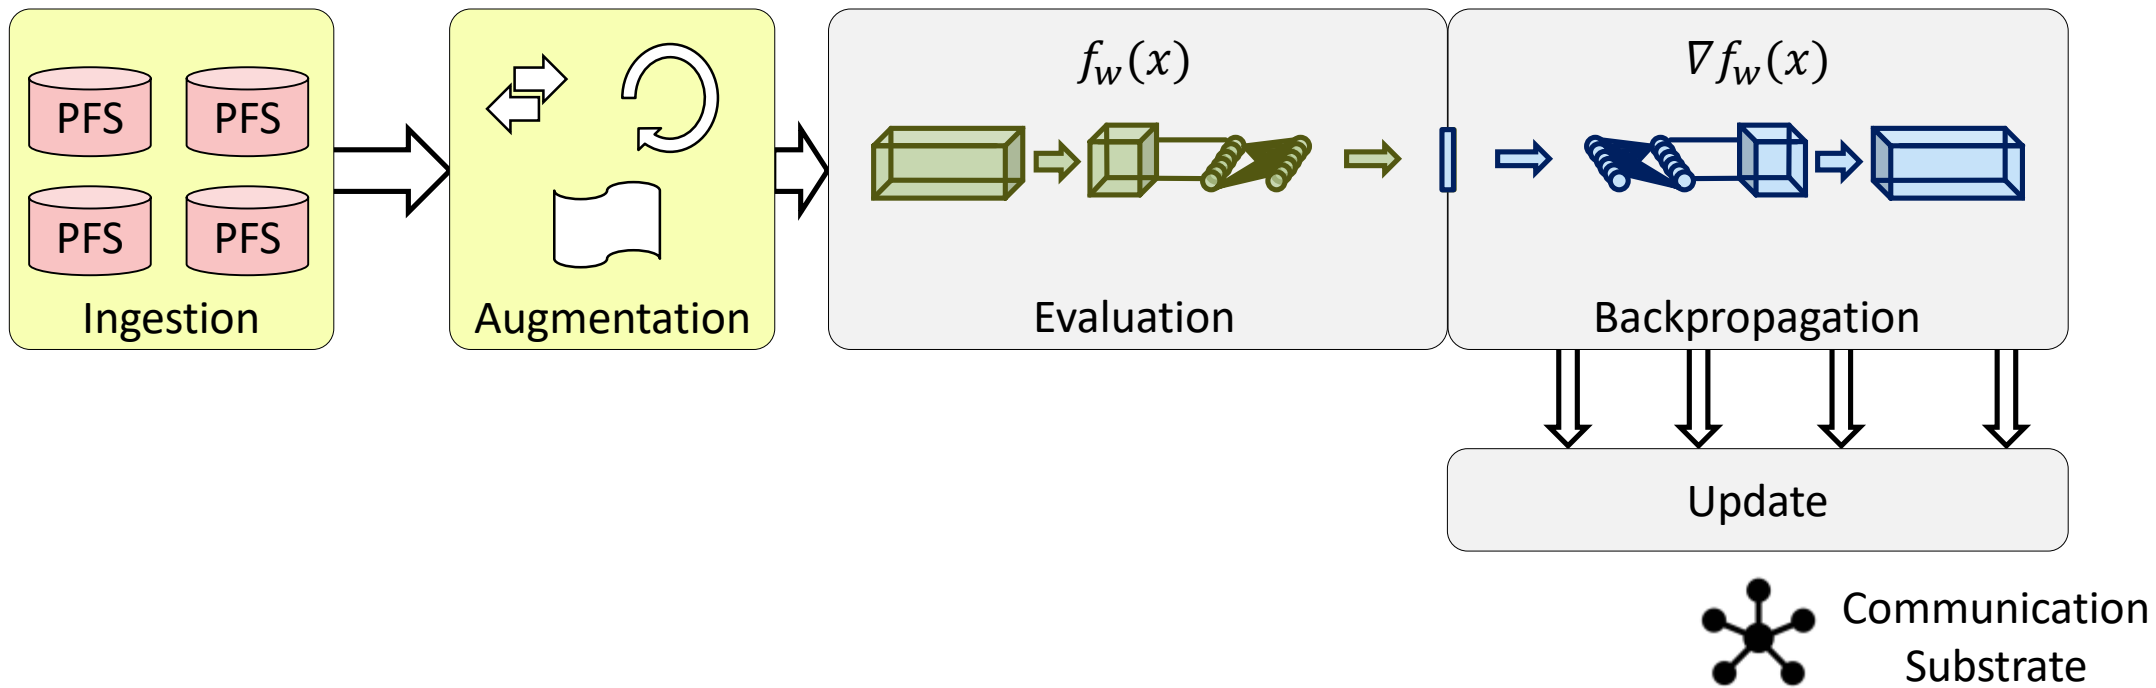 PFS PFS
PFS PFS
Ingestion
Augmentation
f_w(x)
Evaluation
∇f_w(x)
Backpropagation
Update
Communication
Substrate